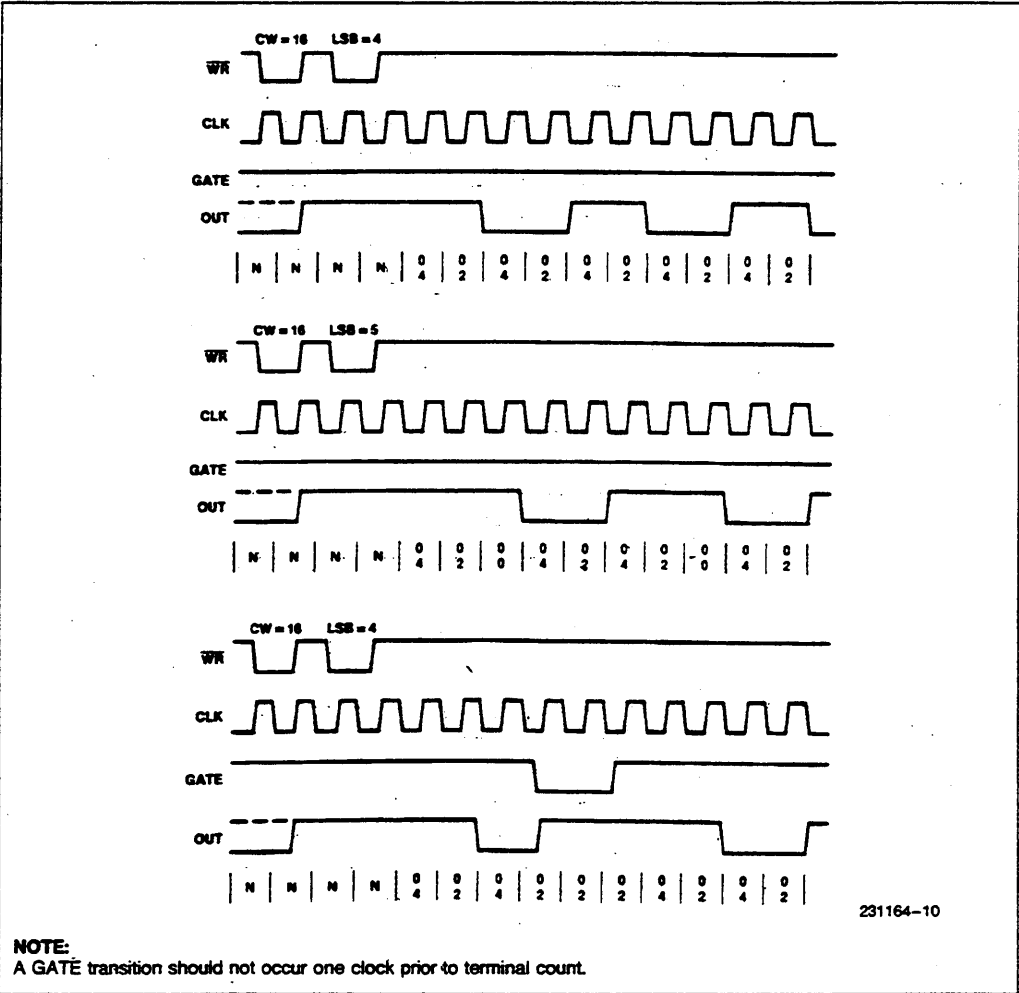 CW = 16 LSB = 4
WR
CLK
GATE
OUT
N N N N 0 4 0 2 0 4 0 2 0 4 0 2 0 4 0 2 0 4 0 2
CW = 16 LSB = 5
WR
CLK
GATE
OUT
N N N N 0 4 0 2 0 0 0 4 0 2 0 4 0 2 0 0 0 4 0 2
CW = 16 LSB = 4
WR
CLK
GATE
OUT
N N N N 0 4 0 2 0 4 0 2 0 2 0 2 0 4 0 2 0 4 0 2
231164–10
NOTE:
A GATE transition should not occur one clock prior to terminal count.